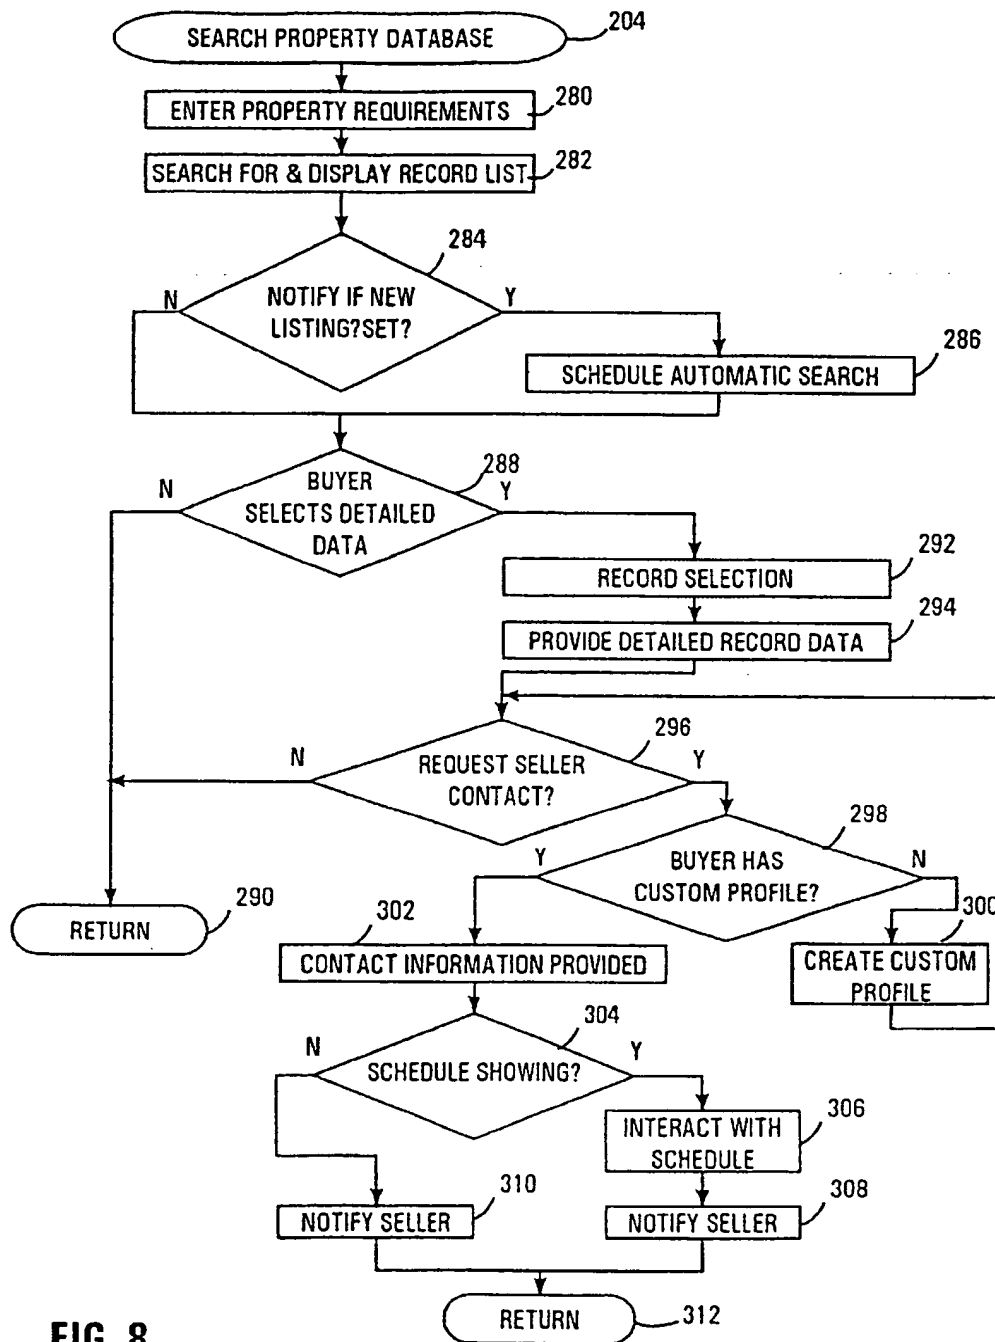 SEARCH PROPERTY DATABASE
204
ENTER PROPERTY REQUIREMENTS
280
SEARCH FOR & DISPLAY RECORD LIST
282
284
N
NOTIFY IF NEW
LISTING?SET?
Y
286
SCHEDULE AUTOMATIC SEARCH
288
N
BUYER
SELECTS DETAILED
DATA
Y
292
RECORD SELECTION
294
PROVIDE DETAILED RECORD DATA
296
N
REQUEST SELLER
CONTACT?
Y
298
Y
BUYER HAS
CUSTOM PROFILE?
N
290
RETURN
302
CONTACT INFORMATION PROVIDED
300
CREATE CUSTOM
PROFILE
304
N
SCHEDULE SHOWING?
Y
306
INTERACT WITH
SCHEDULE
310
NOTIFY SELLER
308
NOTIFY SELLER
RETURN
312
FIG. 8